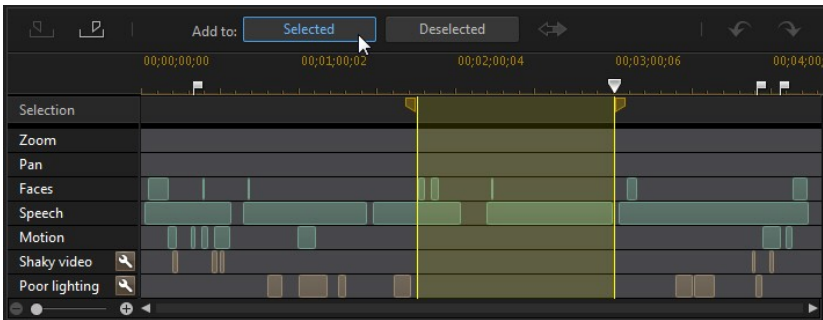 Add to: Selected Deselected
00;00;00;00 00;01;00;02 00;02;00;04 00;03;00;06 00;04;00;
Selection
Zoom
Pan
Faces
Speech
Motion
Shaky video
Poor lighting